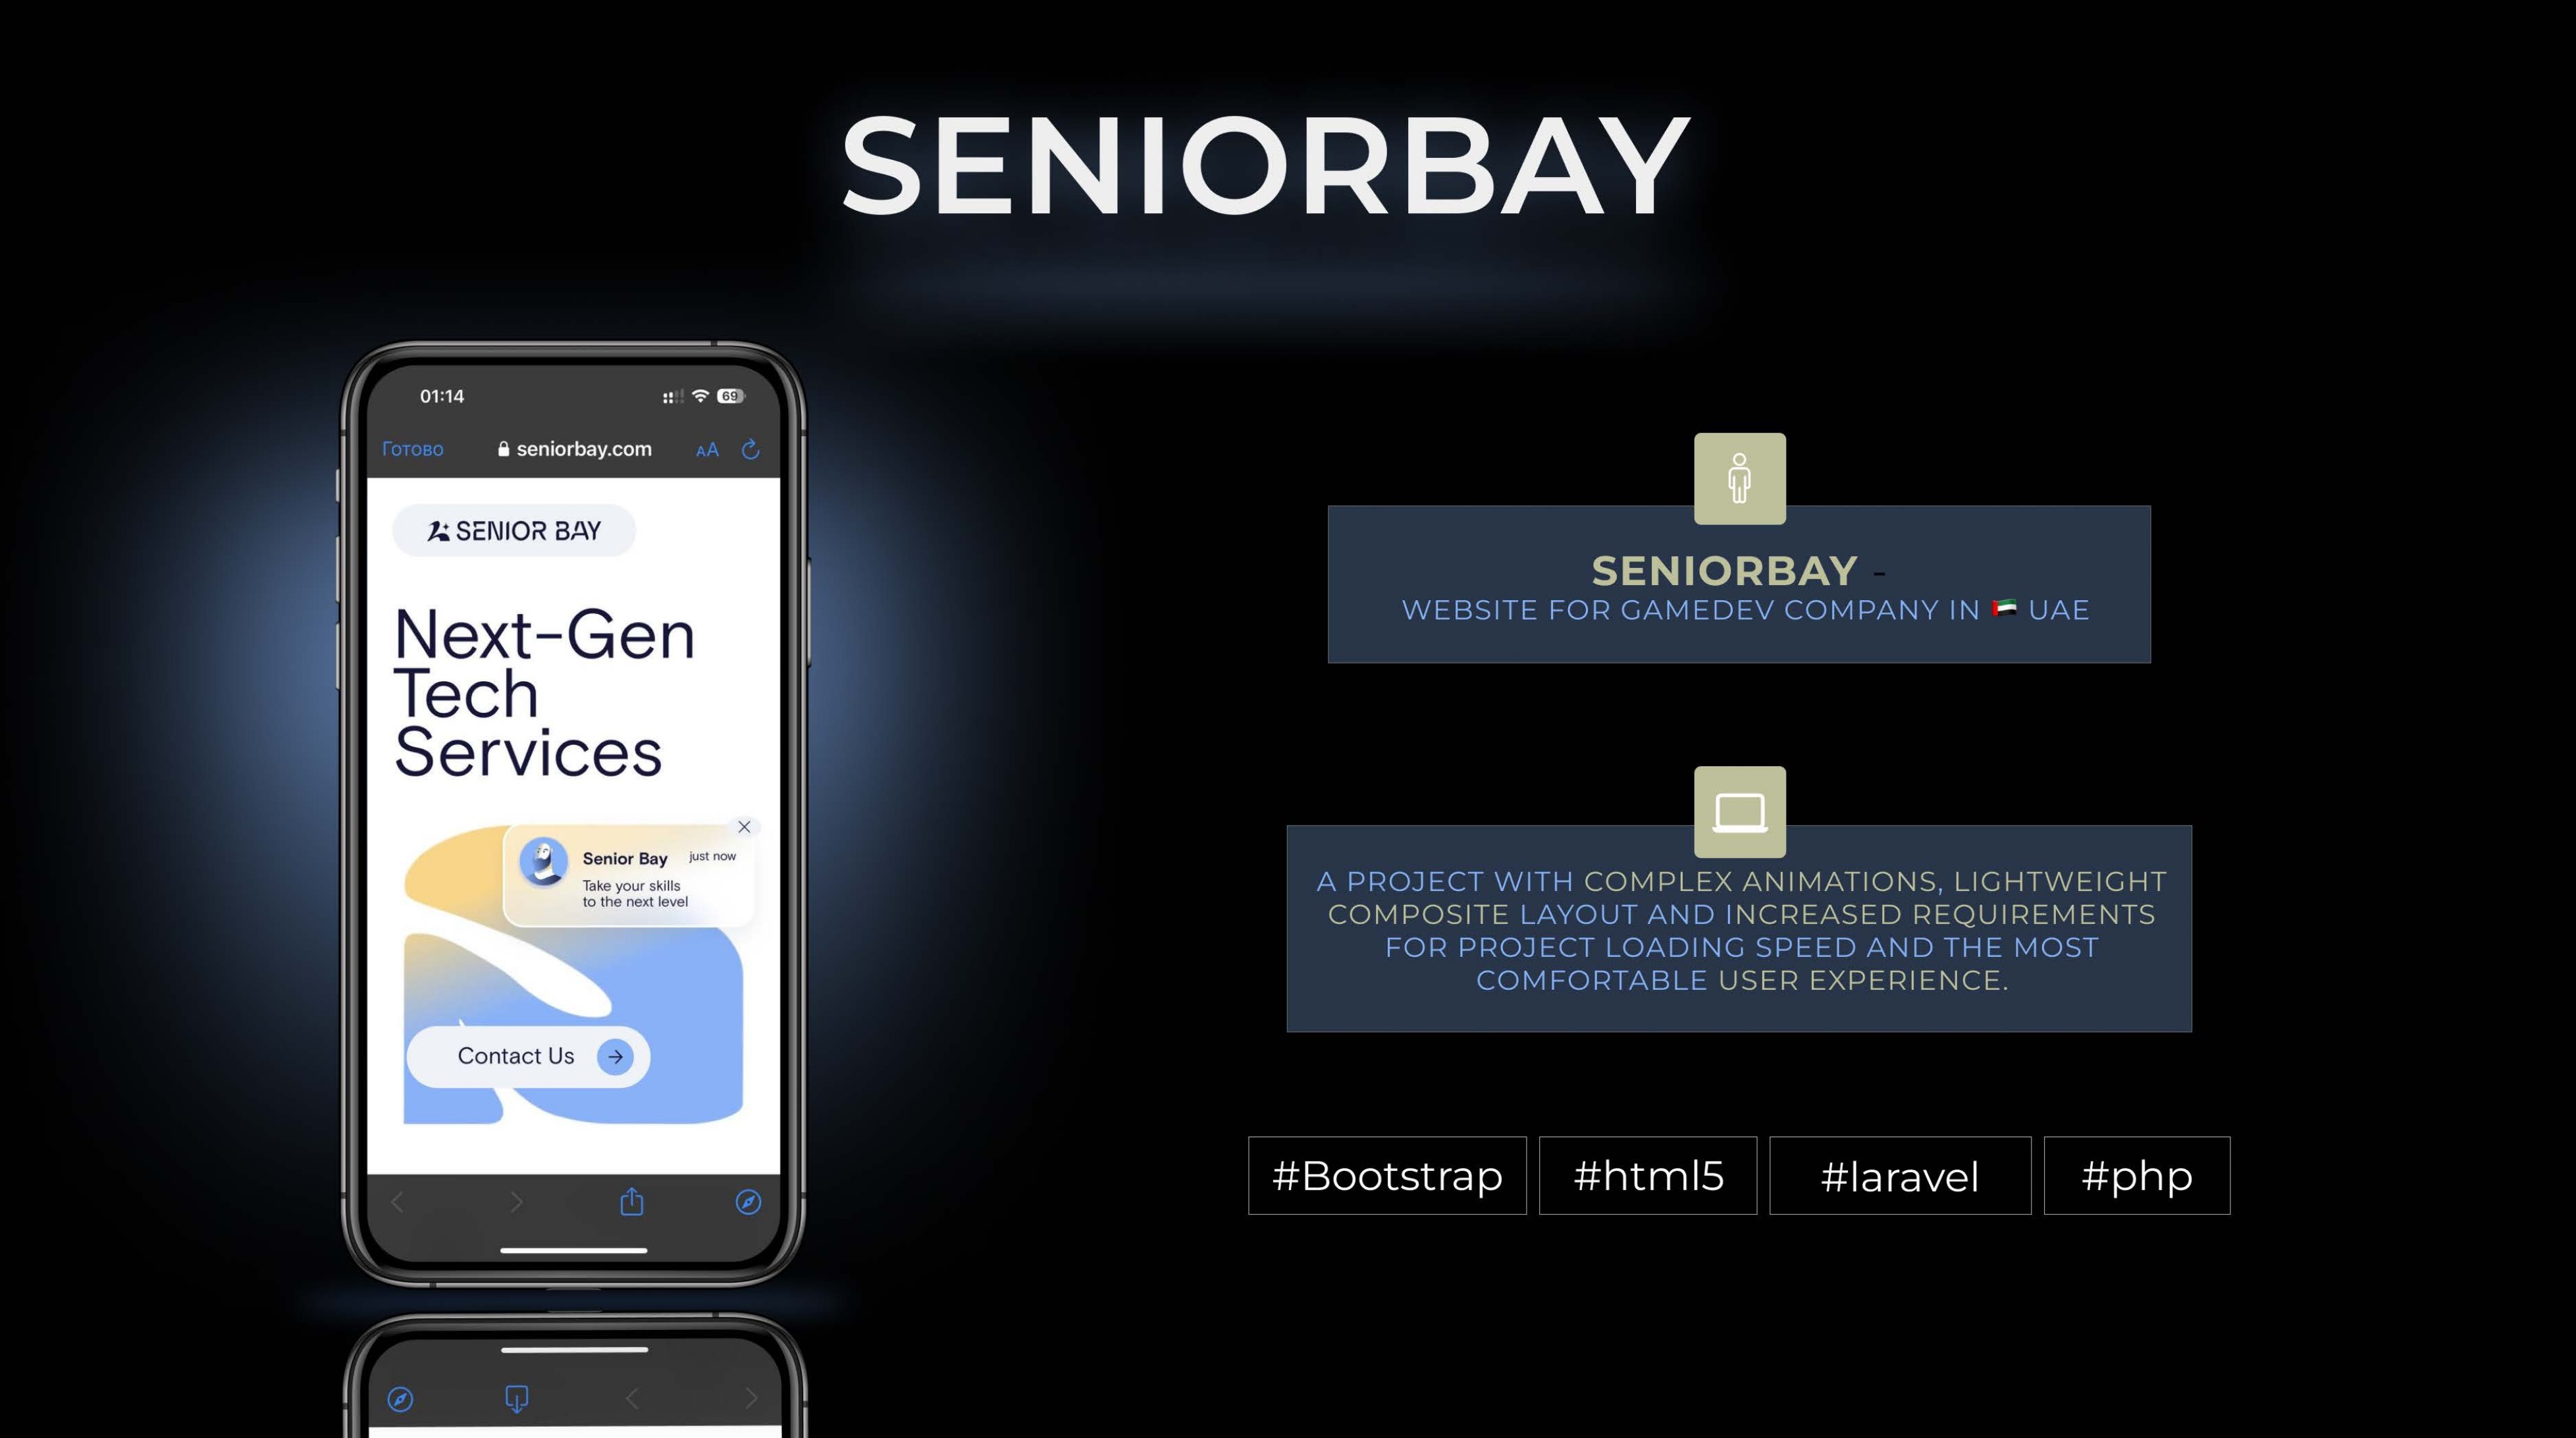 SENIORBAY
01:14
69
Готово
seniorbay.com
AA
SENIOR BAY
Next-Gen
Tech
Services
Senior Bay
just now
Take your skills
to the next level
Contact Us
SENIORBAY -
WEBSITE FOR GAMEDEV COMPANY IN 🇦🇪 UAE
A PROJECT WITH COMPLEX ANIMATIONS, LIGHTWEIGHT
COMPOSITE LAYOUT AND INCREASED REQUIREMENTS
FOR PROJECT LOADING SPEED AND THE MOST
COMFORTABLE USER EXPERIENCE.
#Bootstrap
#html5
#laravel
#php